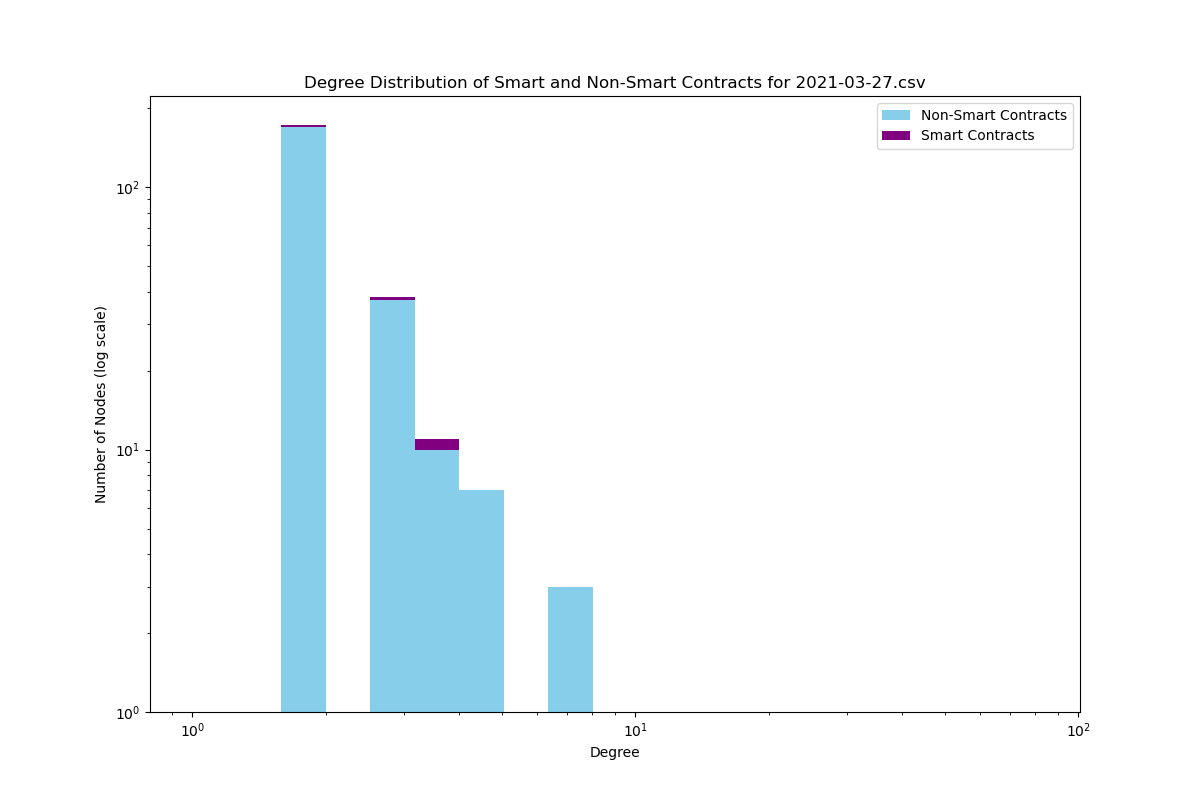 Degree Distribution of Smart and Non-Smart Contracts for 2021-03-27.csv
Non-Smart Contracts
Smart Contracts
Number of Nodes (log scale)
10²
10¹
10⁰
10⁰ 10¹ 10²
Degree